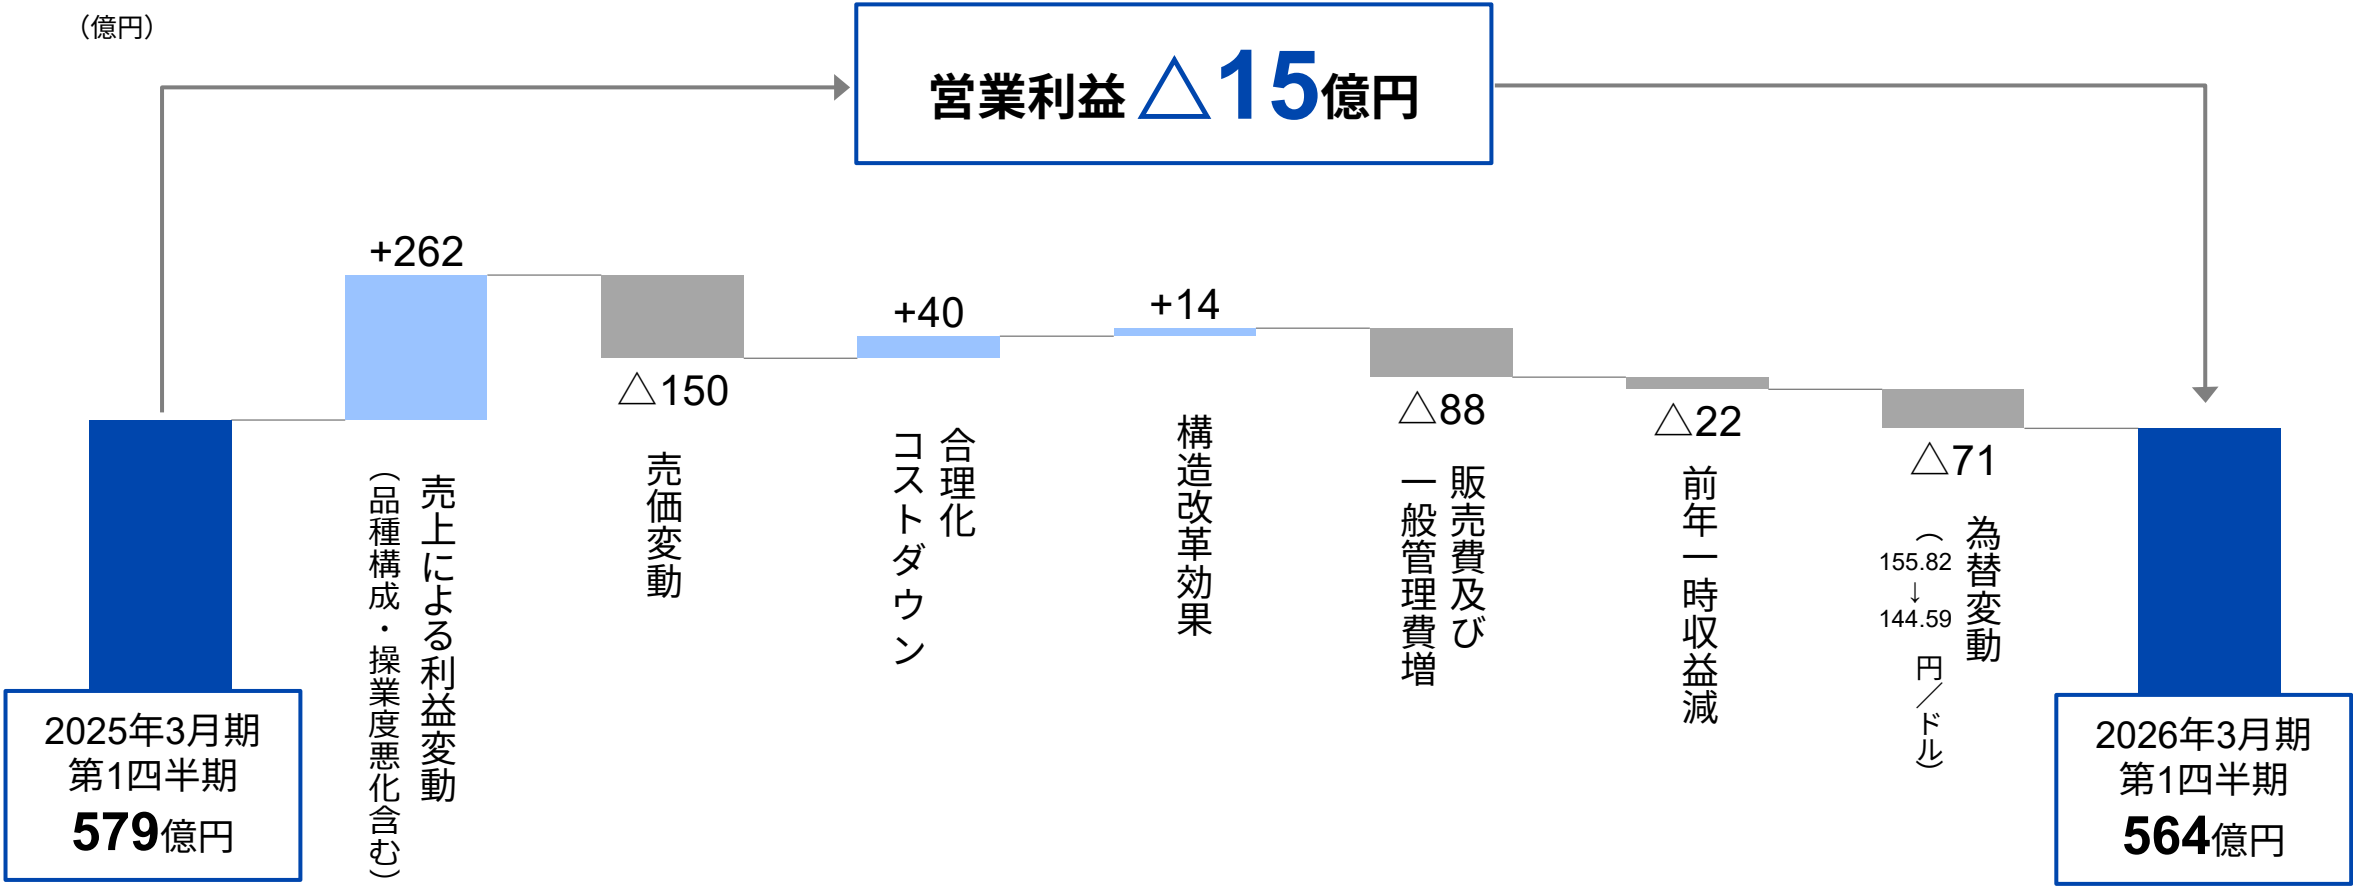 （億円）
営業利益 △15億円
+262
売上による利益変動
（品種構成・操業度悪化含む）
△150
売価変動
+40
合理化
コストダウン
+14
構造改革効果
△88
販売費及び
一般管理費増
△22
前年一時収益減
△71
為替変動
（155.82
↓
144.59
円／ドル）
2025年3月期
第1四半期
579億円
2026年3月期
第1四半期
564億円